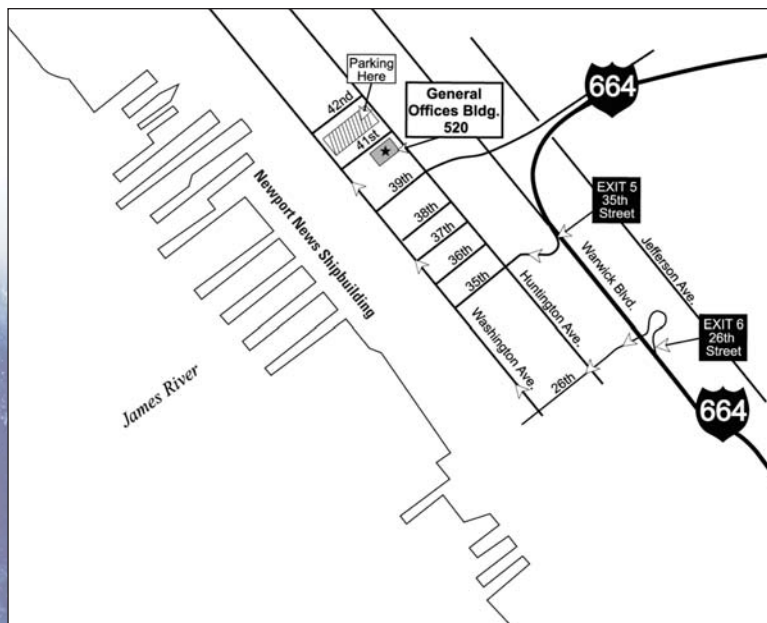 664
Parking
Here
General
Offices Bldg.
520
42nd
41st
39th
38th
37th
36th
35th
26th
EXIT 5
35th
Street
Newport News Shipbuilding
Warwick Blvd.
Jefferson Ave.
Huntington Ave.
Washington Ave.
EXIT 6
26th
Street
James River
664